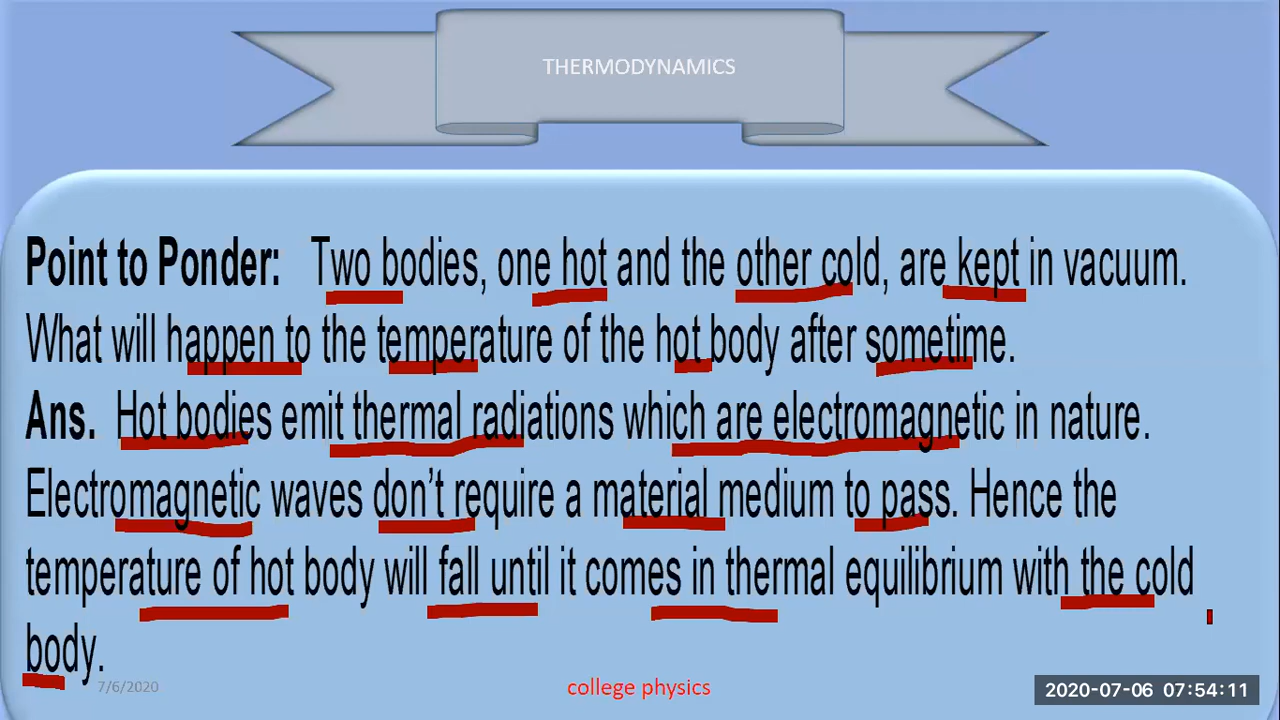 THERMODYNAMICS
Point to Ponder: Two bodies, one hot and the other cold, are kept in vacuum.
What will happen to the temperature of the hot body after sometime.
Ans. Hot bodies emit thermal radiations which are electromagnetic in nature.
Electromagnetic waves don’t require a material medium to pass. Hence the
temperature of hot body will fall until it comes in thermal equilibrium with the cold
body.
7/6/2020
college physics
2020-07-06 07:54:11